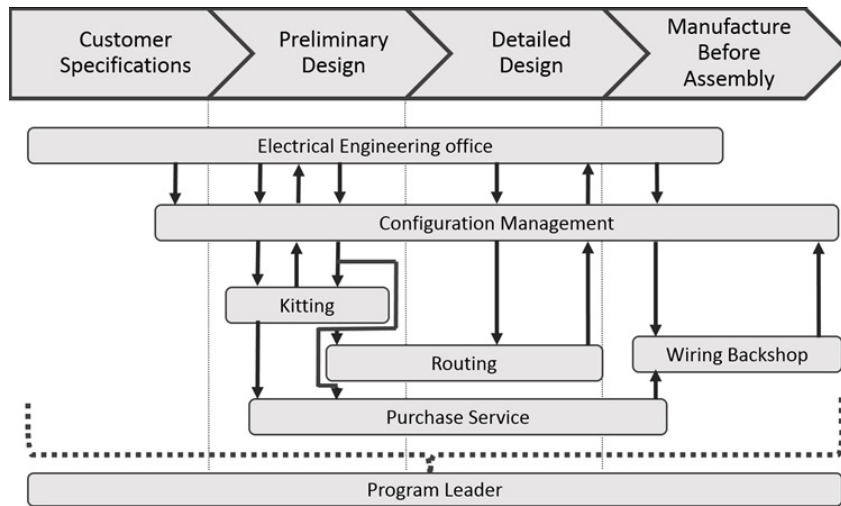 Customer
Specifications
Preliminary
Design
Detailed
Design
Manufacture
Before
Assembly
Electrical Engineering office
Configuration Management
Kitting
Routing
Wiring Backshop
Purchase Service
Program Leader